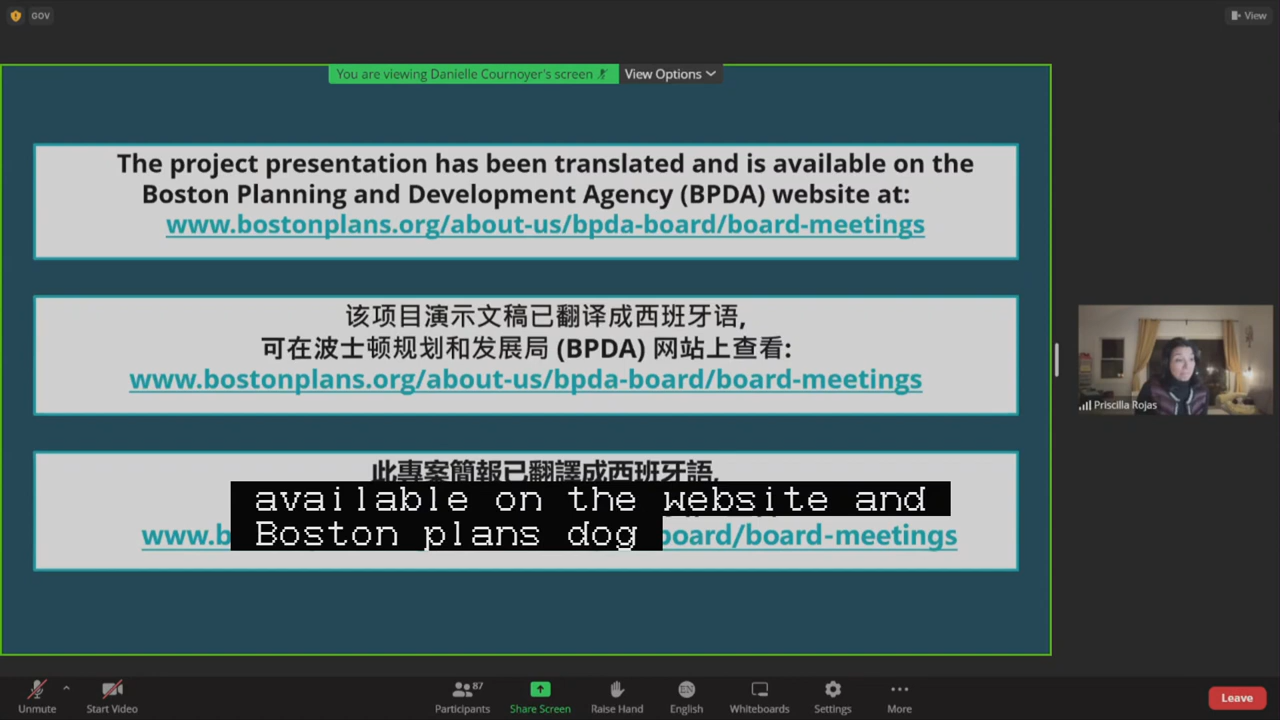 GOV
View
You are viewing Danielle Cournoyer's screen
View Options
The project presentation has been translated and is available on the
Boston Planning and Development Agency (BPDA) website at:
www.bostonplans.org/about-us/bpda-board/board-meetings
该项目演示文稿已翻译成西班牙语,
可在波士顿规划和发展局 (BPDA) 网站上查看:
www.bostonplans.org/about-us/bpda-board/board-meetings
此專案簡報已翻譯成西班牙語,
available on the website and
Boston plans dog
www.b
board/board-meetings
Priscilla Rojas
Unmute
Start Video
87
Participants
Share Screen
Raise Hand
EN
English
Whiteboards
Settings
More
Leave